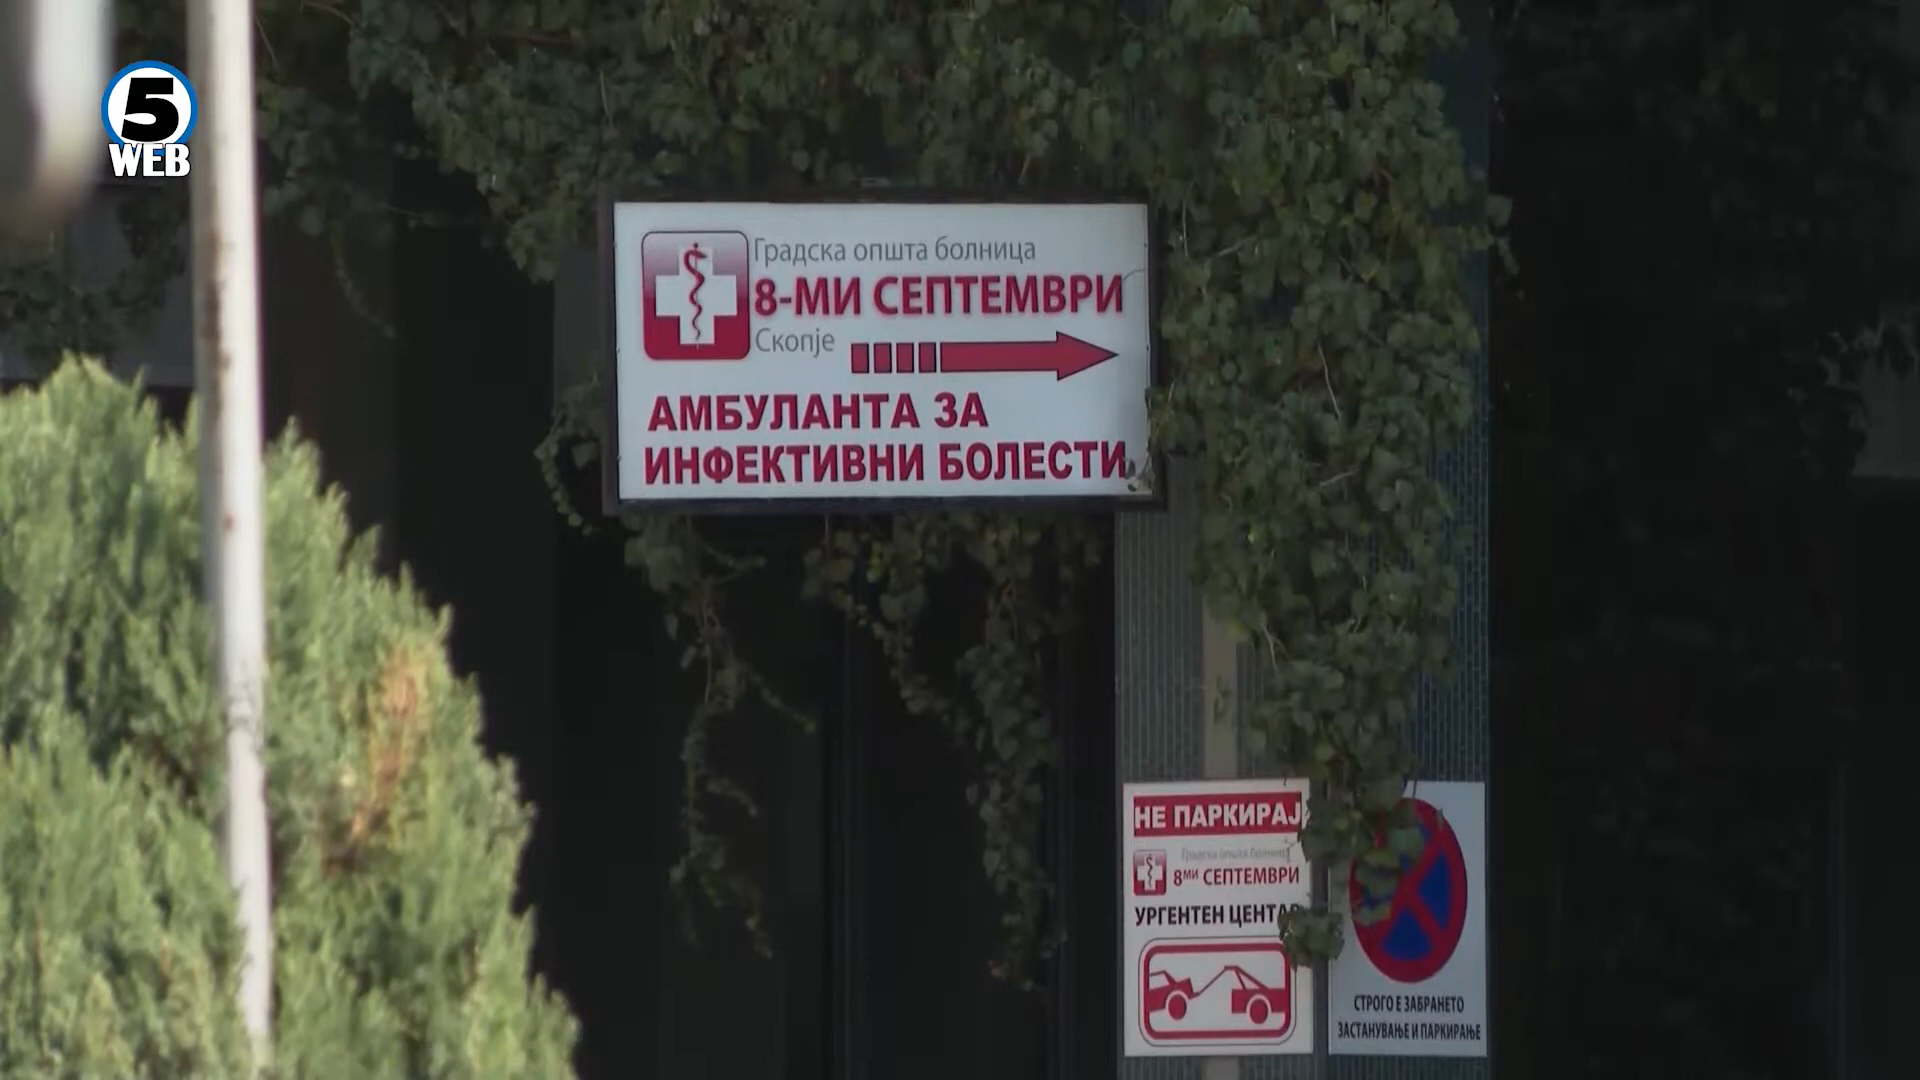 5
WEB
Градска општа болница
8-МИ СЕПТЕМВРИ
Скопје
АМБУЛАНТА ЗА
ИНФЕКТИВНИ БОЛЕСТИ
НЕ ПАРКИРАЈ
Градска општа болница
8МИ СЕПТЕМВРИ
УРГЕНТЕН ЦЕНТАР
СТРОГО Е ЗАБРАНЕТО
ЗАСТАНУВАЊЕ И ПАРКИРАЊЕ